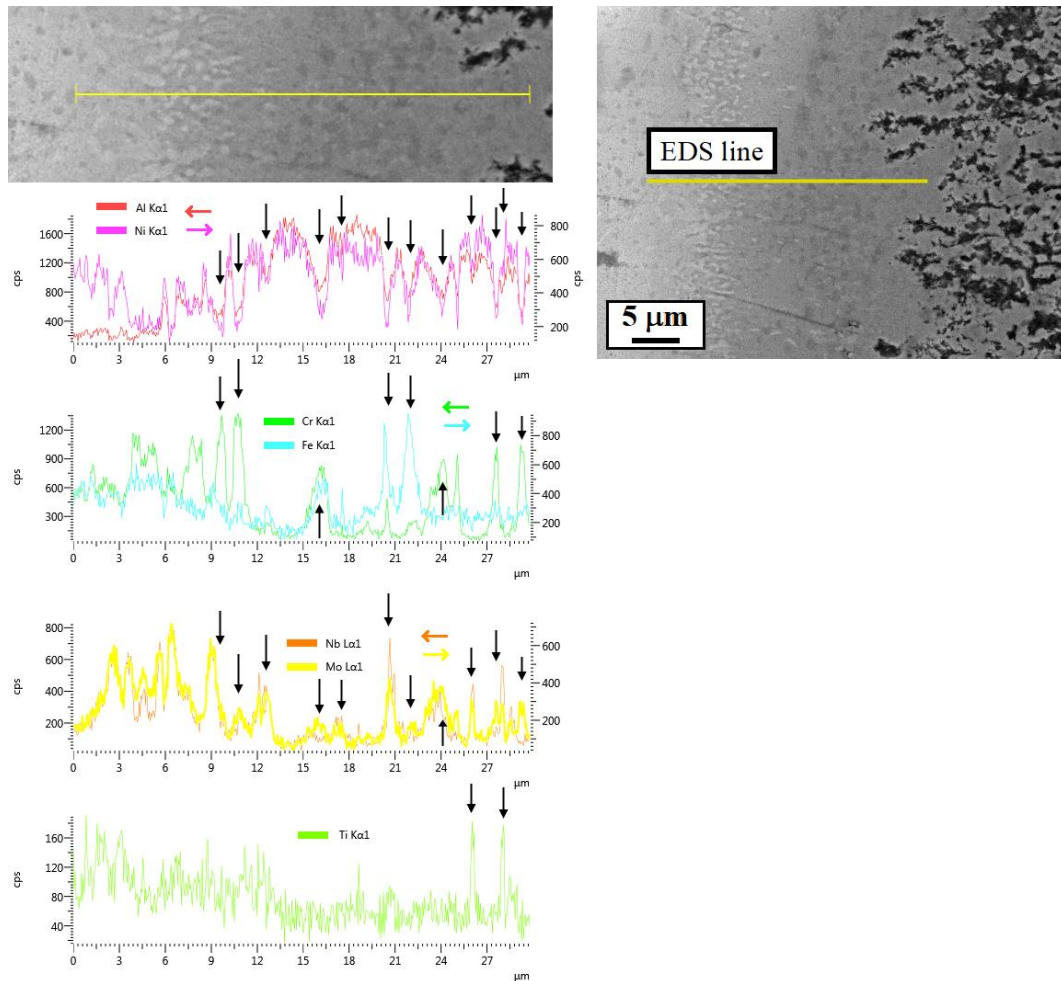 EDS line
5 µm
Al Kα1
Ni Kα1
cps
1600
1200
800
400
800
600
400
200
cps
0 3 6 9 12 15 18 21 24 27
µm
Cr Kα1
Fe Kα1
cps
1200
900
600
300
800
600
400
200
cps
0 3 6 9 12 15 18 21 24 27
µm
Nb Lα1
Mo Lα1
cps
800
600
400
200
600
400
200
cps
0 3 6 9 12 15 18 21 24 27
µm
Ti Kα1
cps
160
120
80
40
0 3 6 9 12 15 18 21 24 27
µm